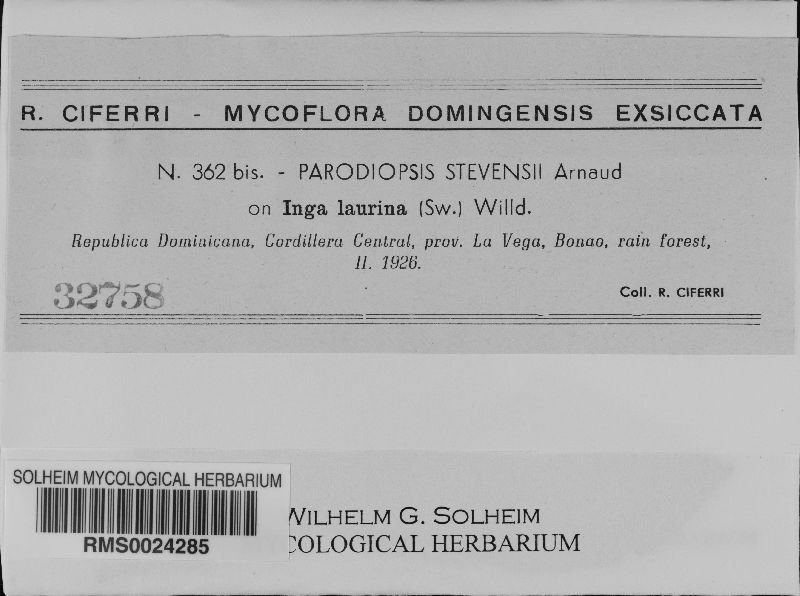 R. CIFERRI - MYCOFLORA DOMINGENSIS EXSICCATA
N. 362 bis. - PARODIOPSIS STEVENSII Arnaud
on Inga laurina (Sw.) Willd.
Republica Dominicana, Cordillera Central, prov. La Vega, Bonao, rain forest,
II. 1926.
32758
Coll. R. CIFERRI
SOLHEIM MYCOLOGICAL HERBARIUM
RMS0024285
WILHELM G. SOLHEIM
COLOGICAL HERBARIUM